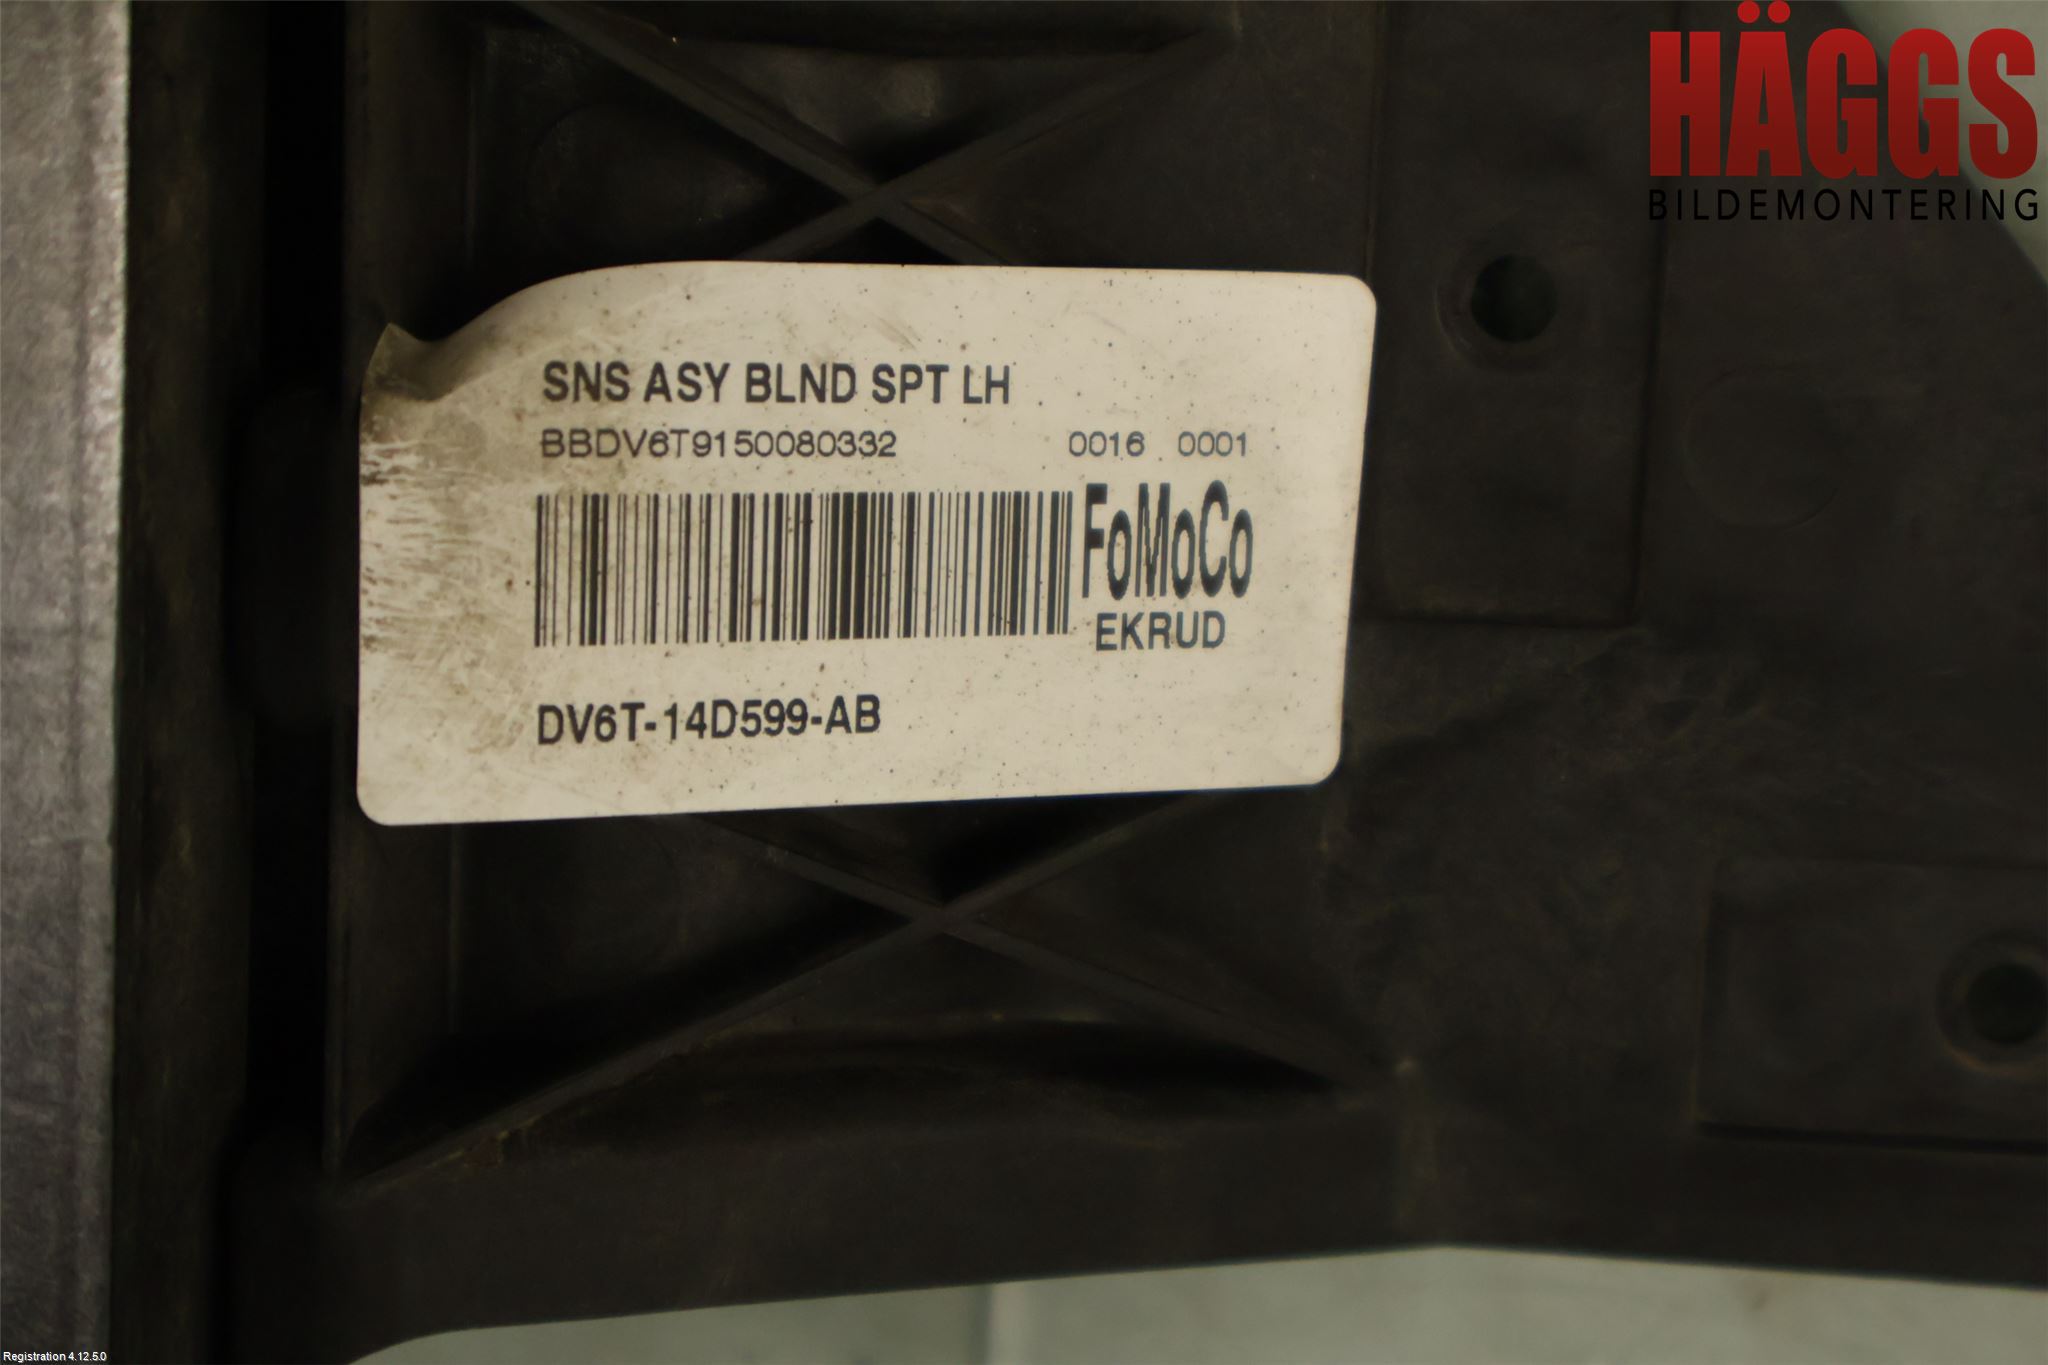 HÄGGS
BILDEMONTERING
SNS ASY BLND SPT LH
BBDV6T9150080332 0016 0001
FoMoCo
EKRUD
DV6T-14D599-AB
Registration 4.12.5.0